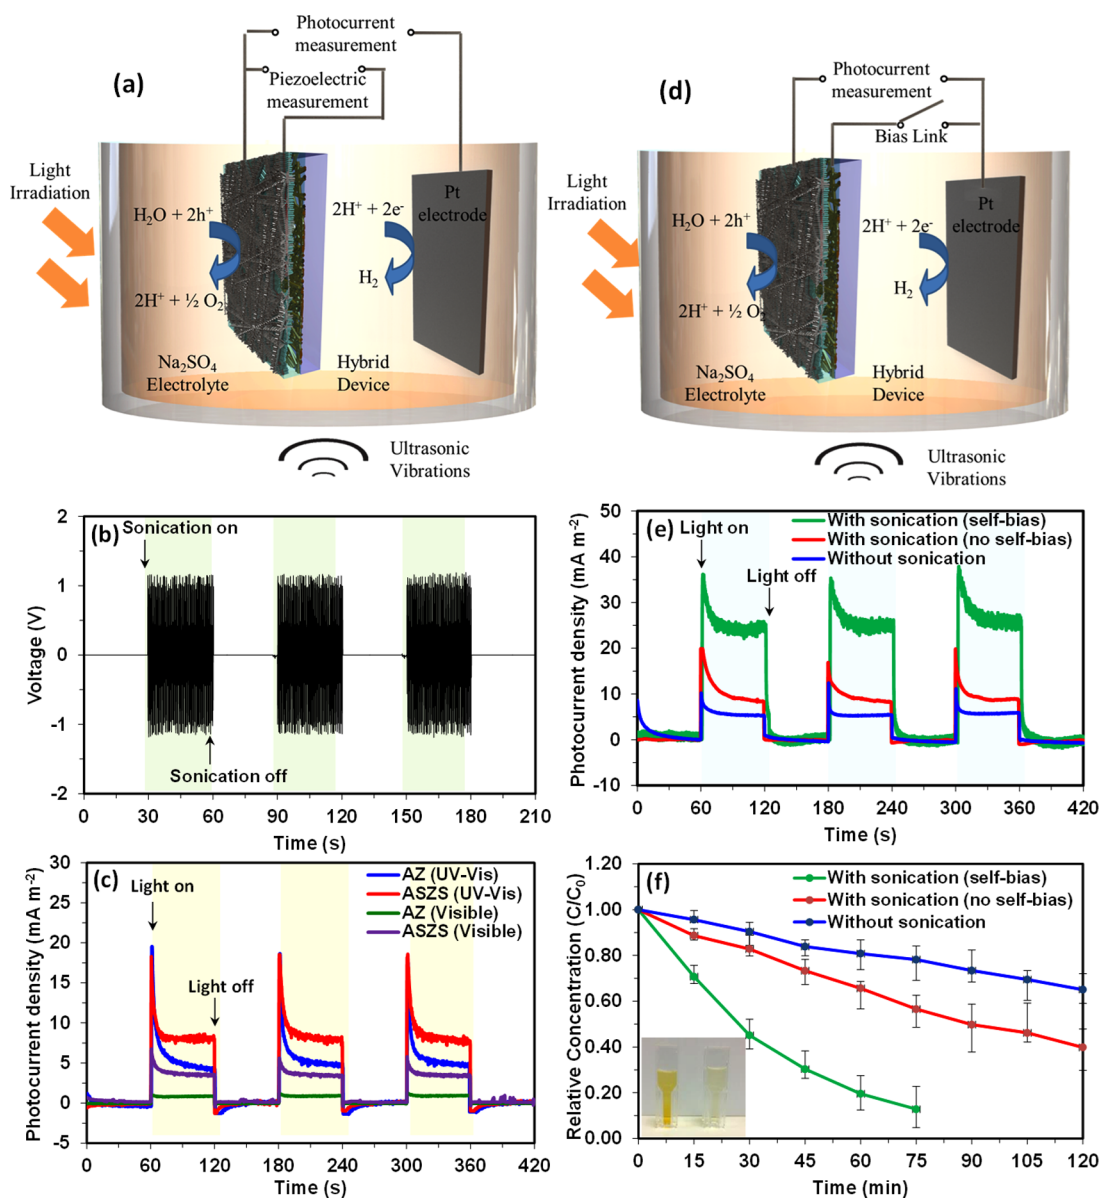 (a)
Photocurrent
measurement
Piezoelectric
measurement
Light
Irradiation
H₂O + 2h⁺
2H⁺ + ½ O₂
2H⁺ + 2e⁻
H₂
Pt
electrode
Na₂SO₄
Electrolyte
Hybrid
Device
Ultrasonic
Vibrations
(d)
Photocurrent
measurement
Bias Link
Light
Irradiation
H₂O + 2h⁺
2H⁺ + ½ O₂
2H⁺ + 2e⁻
H₂
Pt
electrode
Na₂SO₄
Electrolyte
Hybrid
Device
Ultrasonic
Vibrations
(b)
Sonication on
Sonication off
Voltage (V)
2
1
0
-1
-2
0 30 60 90 120 150 180 210
Time (s)
(e)
Light on
Light off
With sonication (self-bias)
With sonication (no self-bias)
Without sonication
Photocurrent density (mA m⁻²)
50
40
30
20
10
0
-10
0 60 120 180 240 300 360 420
Time (s)
(c)
Light on
Light off
AZ (UV-Vis)
ASZS (UV-Vis)
AZ (Visible)
ASZS (Visible)
Photocurrent density (mA m⁻²)
30
25
20
15
10
5
0
-5
0 60 120 180 240 300 360 420
Time (s)
(f)
With sonication (self-bias)
With sonication (no self-bias)
Without sonication
Relative Concentration (C/C₀)
1.20
1.00
0.80
0.60
0.40
0.20
0.00
0 15 30 45 60 75 90 105 120
Time (min)